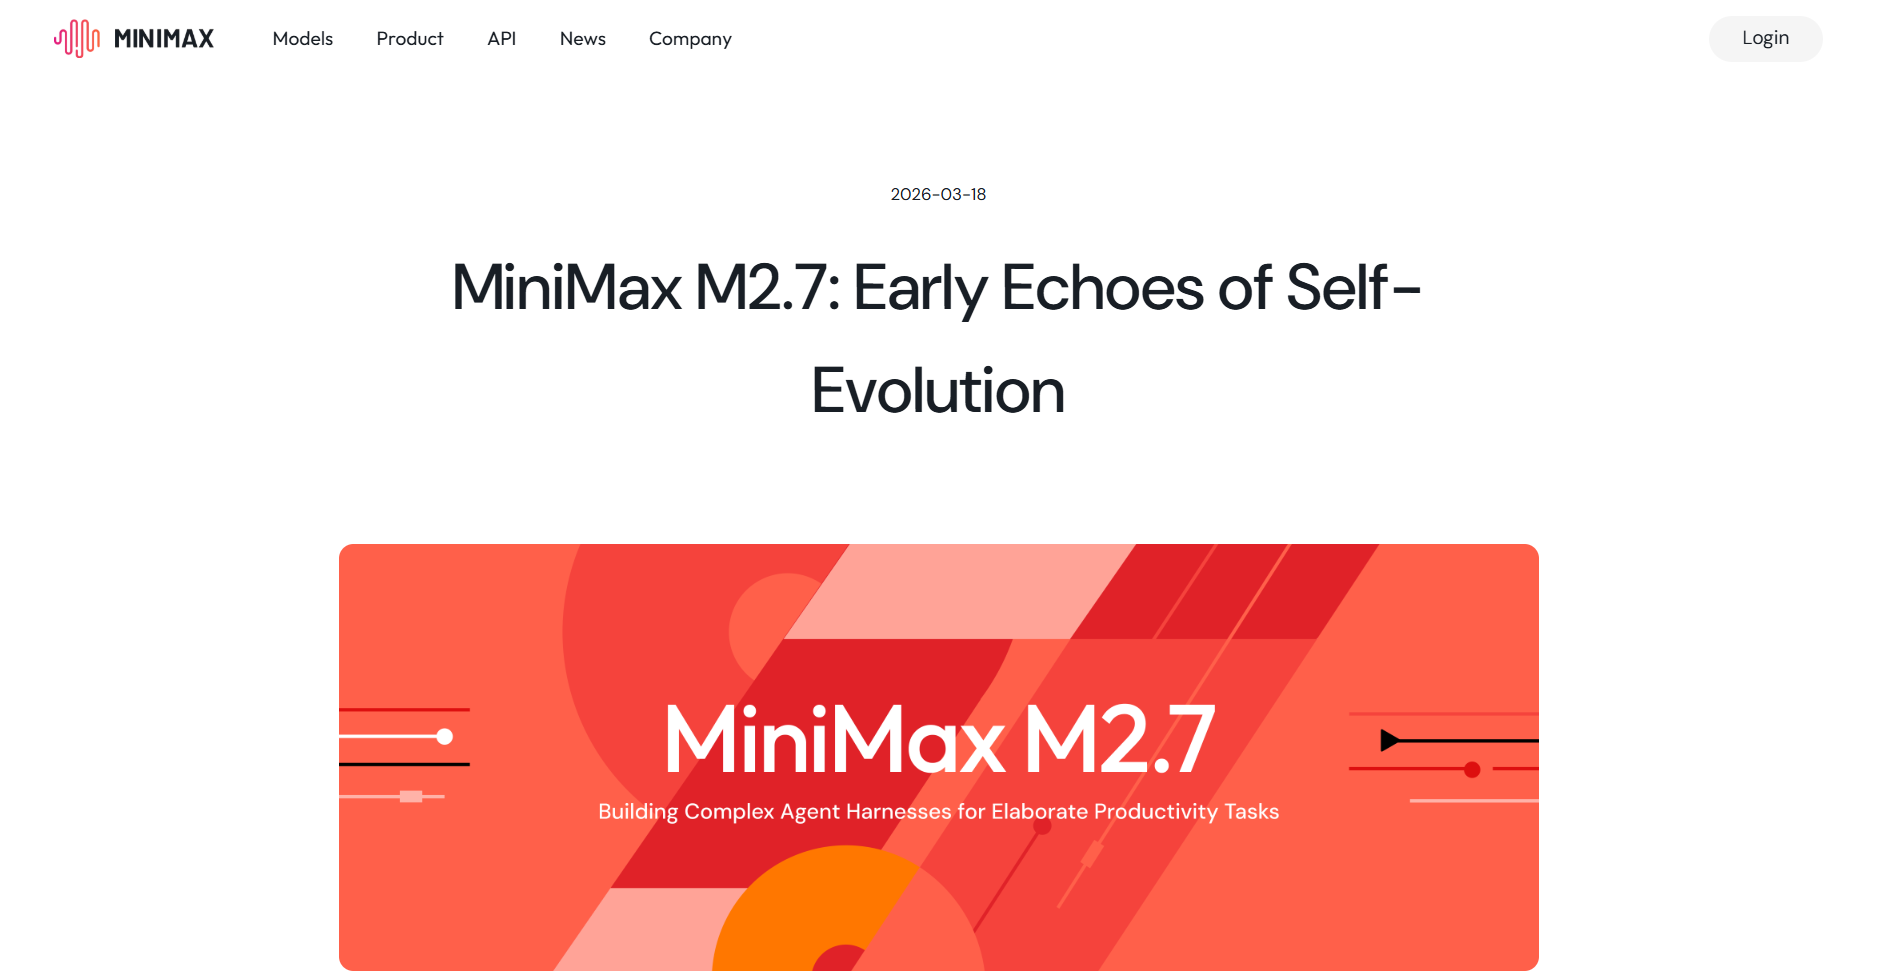 MINIMAX
Models
Product
API
News
Company
Login
2026-03-18
MiniMax M2.7: Early Echoes of Self-
Evolution
MiniMax M2.7
Building Complex Agent Harnesses for Elaborate Productivity Tasks